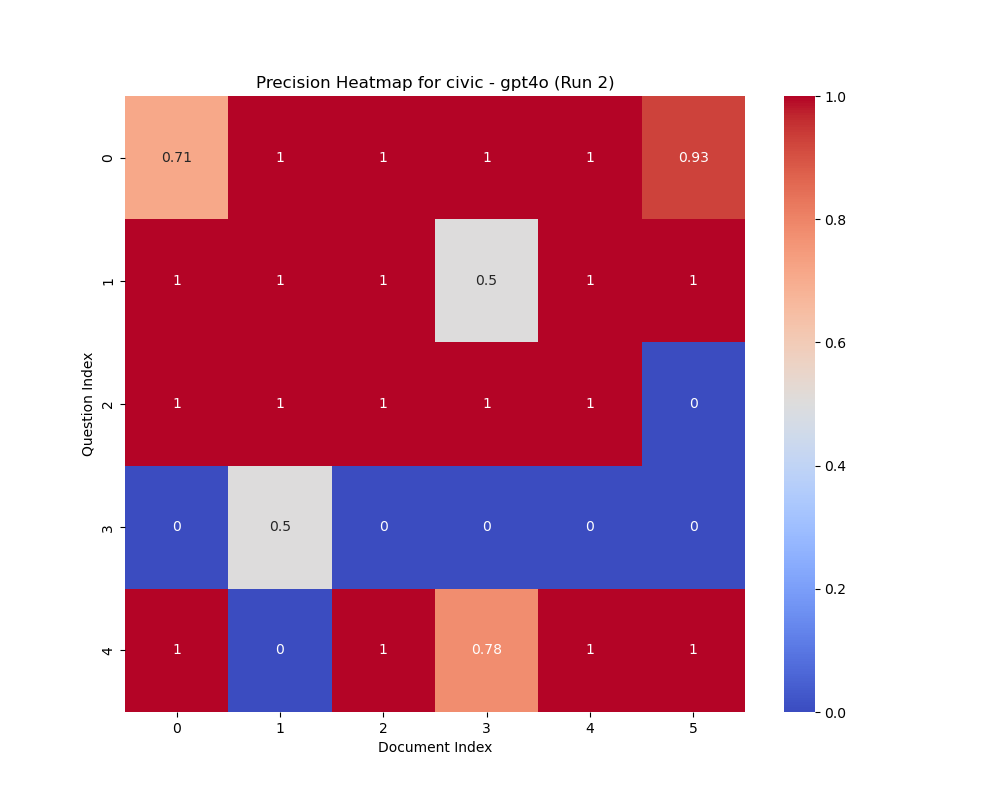 Precision Heatmap for civic - gpt4o (Run 2)
1.0
0 0.71 1 1 1 1 0.93
0.8
1 1 1 1 0.5 1 1
0.6
Question Index
2 1 1 1 1 1 0
0.4
3 0 0.5 0 0 0 0
0.2
4 1 0 1 0.78 1 1
0.0
0 1 2 3 4 5
Document Index